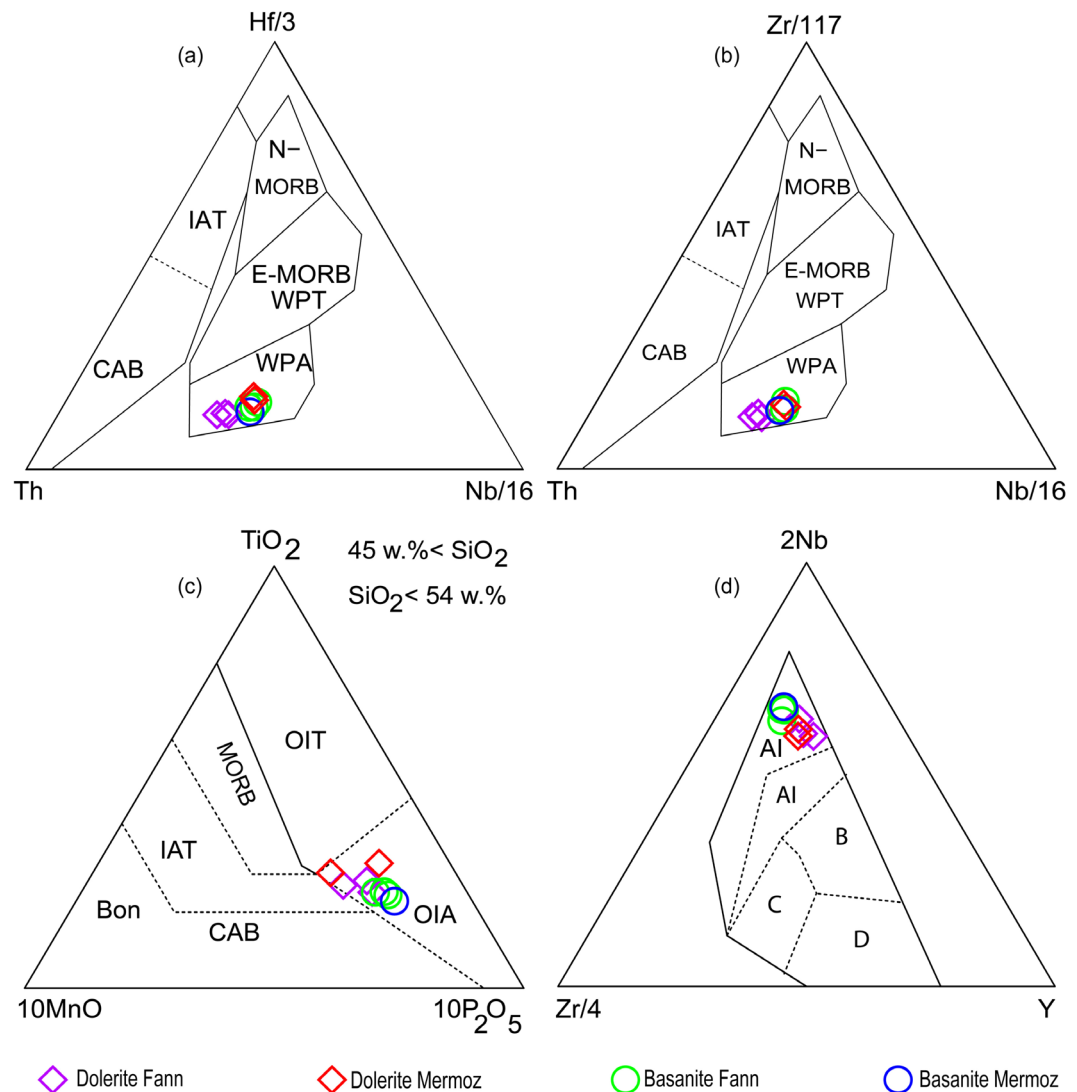 Hf/3
(a)
N−
MORB
IAT
E-MORB
WPT
CAB
WPA
Th
Nb/16
Zr/117
(b)
N−
MORB
IAT
E-MORB
WPT
CAB
WPA
Th
Nb/16
TiO2
45 w.%< SiO2
SiO2< 54 w.%
(c)
OIT
MORB
IAT
Bon
CAB
OIA
10MnO
10P2O5
2Nb
(d)
AI
AI
B
C
D
Zr/4
Y
Dolerite Fann
Dolerite Mermoz
Basanite Fann
Basanite Mermoz